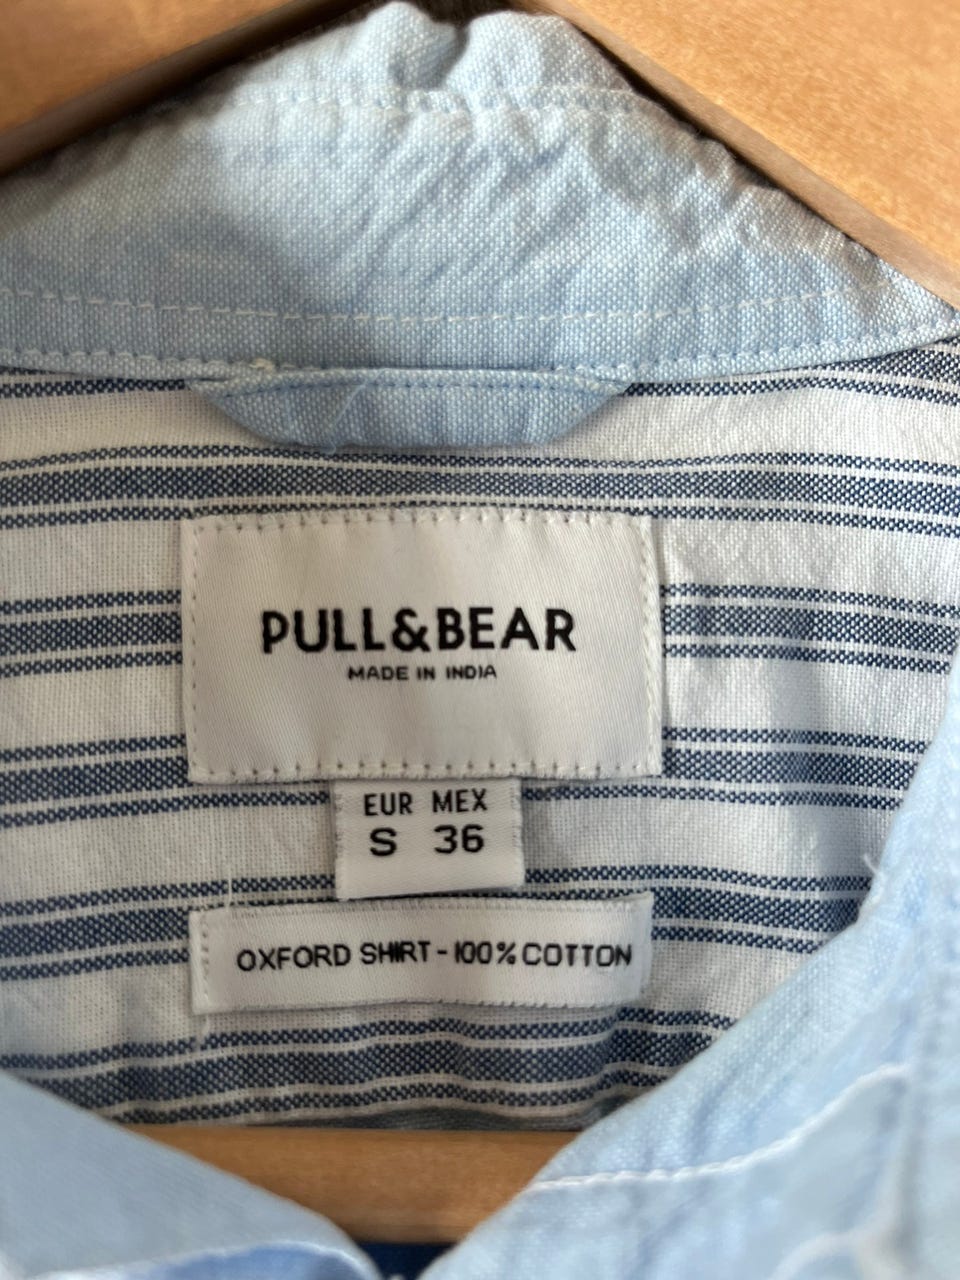 PULL&BEAR
MADE IN INDIA
EUR MEX
S 36
OXFORD SHIRT - 100% COTTON